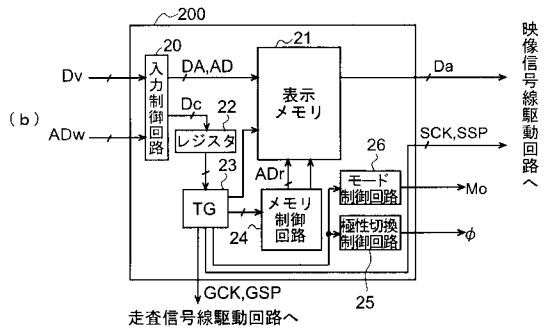 200
20
21
Dv
入力制御回路
DA,AD
表示メモリ
Da
映像信号線駆動回路へ
(b)
ADw
Dc
22
レジスタ
SCK,SSP
23
ADr
26
TG
メモリ制御回路
モード制御回路
Mo
24
極性切換制御回路
φ
25
GCK,GSP
走査信号線駆動回路へ